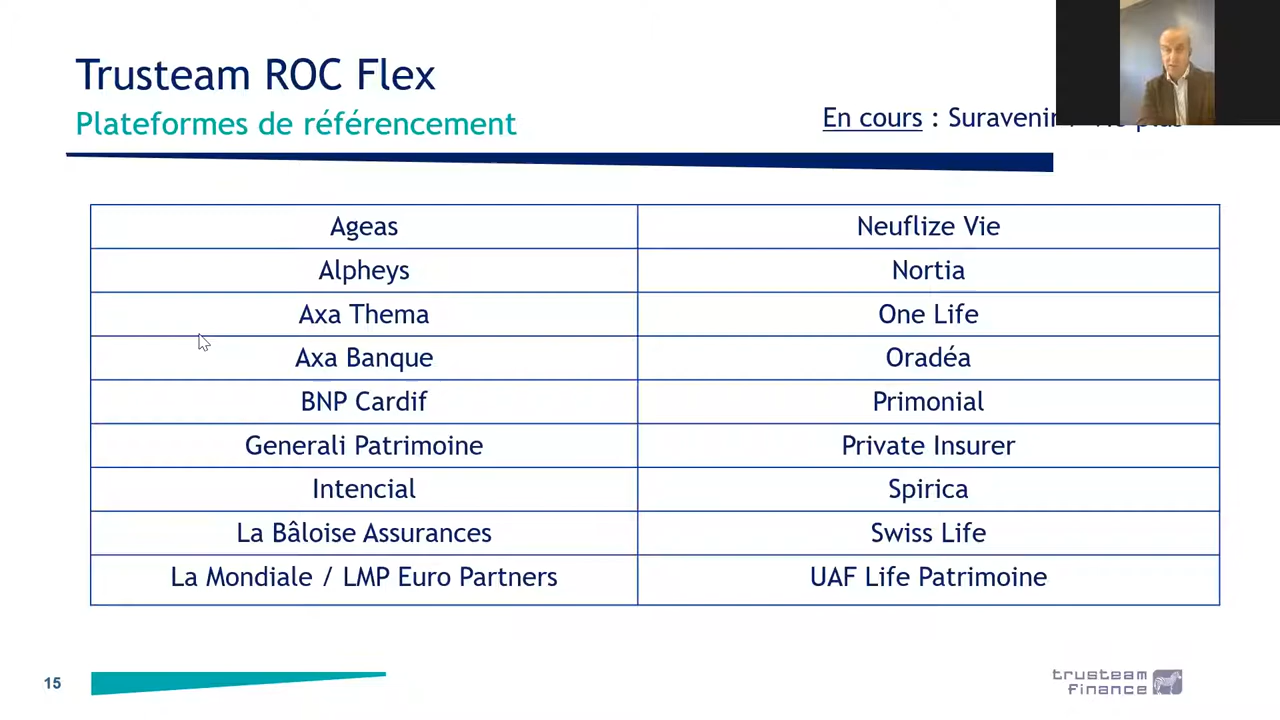 Trusteam ROC Flex
Plateformes de référencement
En cours : Suravenir
Ageas
Neuflize Vie
Alpheys
Nortia
Axa Thema
One Life
Axa Banque
Oradéa
BNP Cardif
Primonial
Generali Patrimoine
Private Insurer
Intencial
Spirica
La Bâloise Assurances
Swiss Life
La Mondiale / LMP Euro Partners
UAF Life Patrimoine
15
trusteam
finance